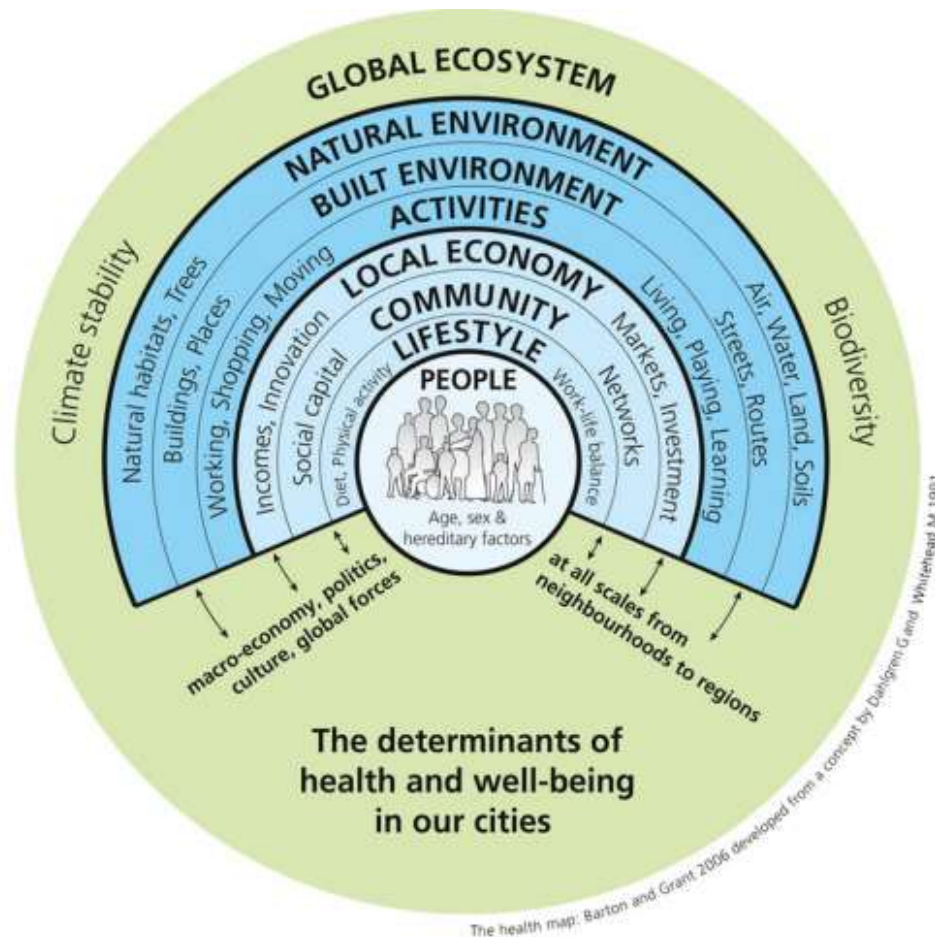 GLOBAL ECOSYSTEM
NATURAL ENVIRONMENT
BUILT ENVIRONMENT
ACTIVITIES
LOCAL ECONOMY
COMMUNITY
LIFESTYLE
PEOPLE
Age, sex &
hereditary factors
Climate stability
Natural habitats, Trees
Buildings, Places
Working, Shopping, Moving
Incomes, Innovation
Social capital
Diet, Physical activity
Work-life balance
Networks
Markets, Investment
Living, Playing, Learning
Streets, Routes
Air, Water, Land, Soils
Biodiversity
macro-economy, politics,
culture, global forces
at all scales from
neighbourhoods to regions
The determinants of
health and well-being
in our cities
The health map: Barton and Grant 2006 developed from a concept by Dahlgren G and Whitehead M 1991